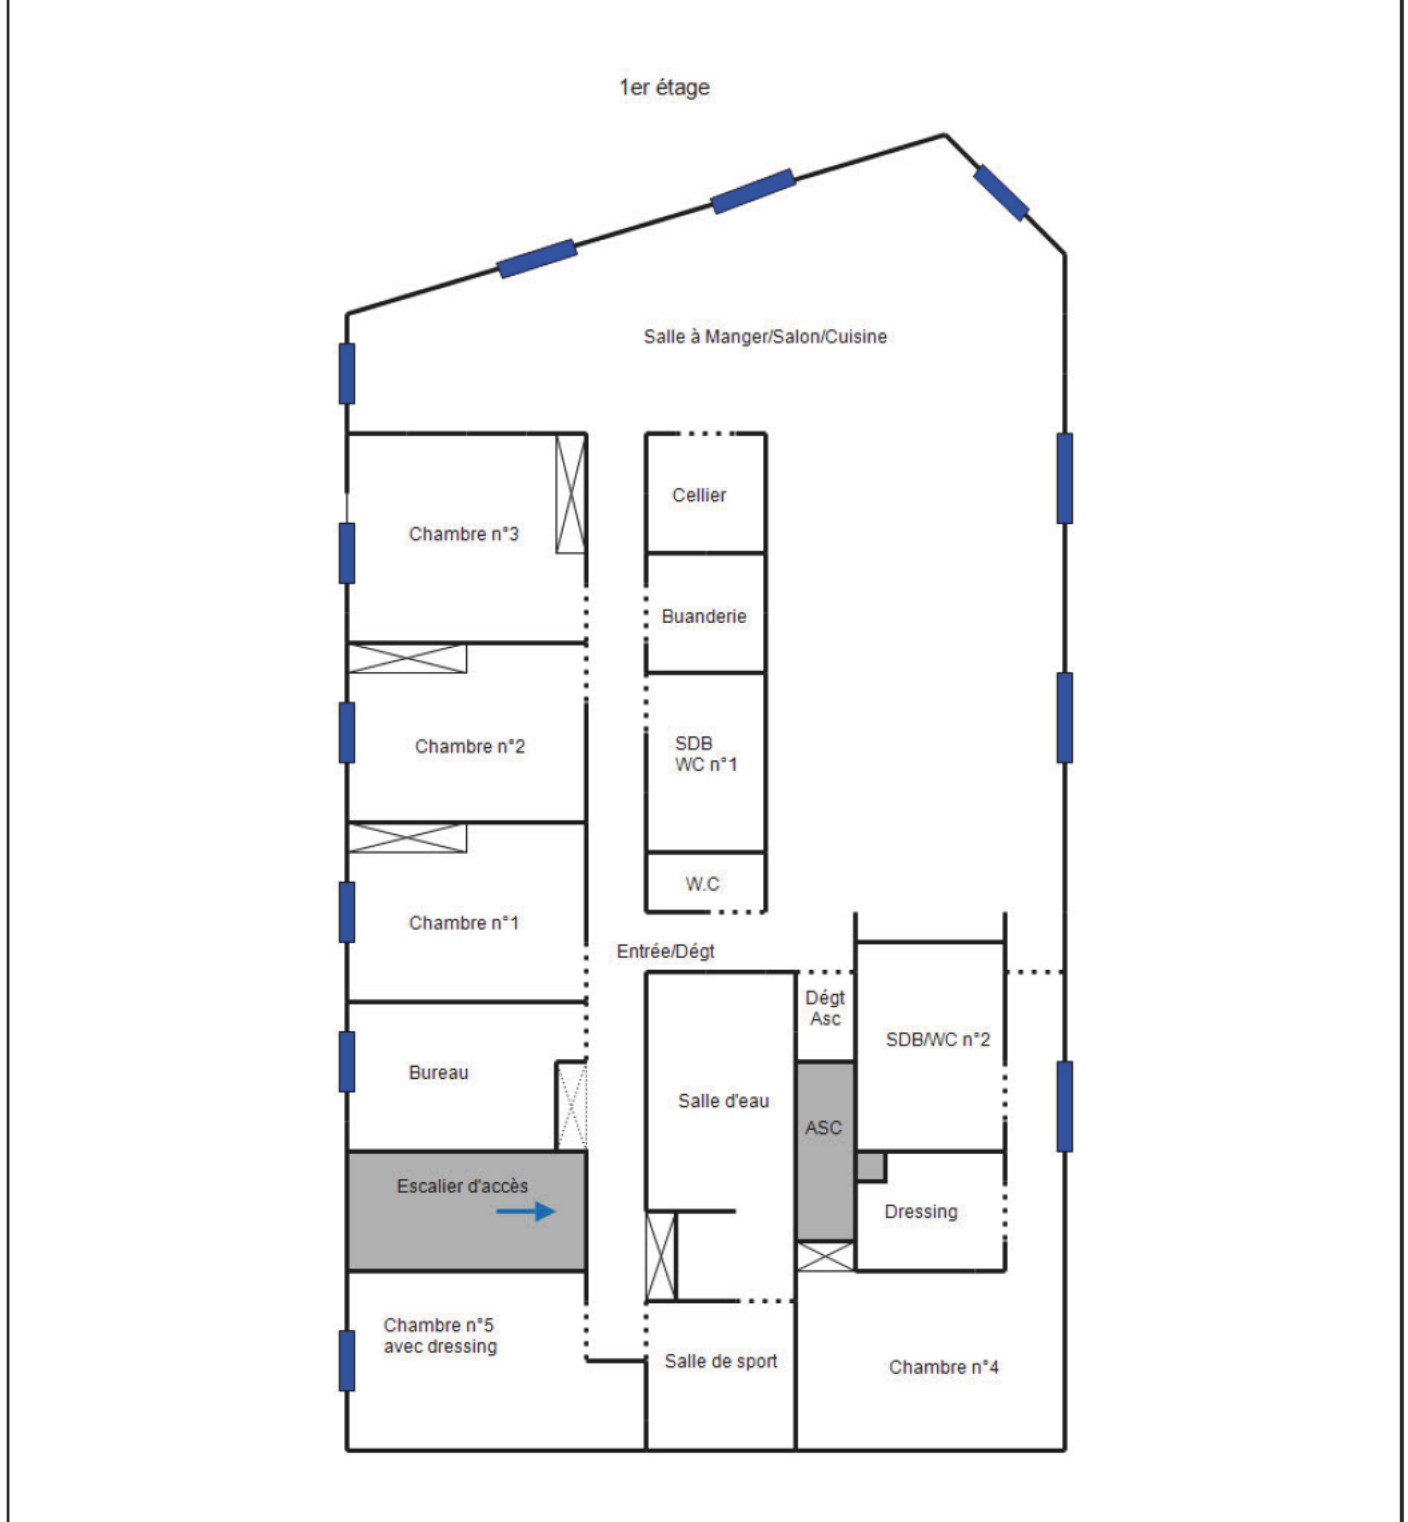 1er étage
Salle à Manger/Salon/Cuisine
Cellier
Chambre n°3
Buanderie
SDB
WC n°1
Chambre n°2
W.C
Chambre n°1
Entrée/Dégt
Dégt
Asc
SDB/WC n°2
Bureau
Salle d'eau
ASC
Escalier d'accès
Dressing
Chambre n°5
avec dressing
Salle de sport
Chambre n°4